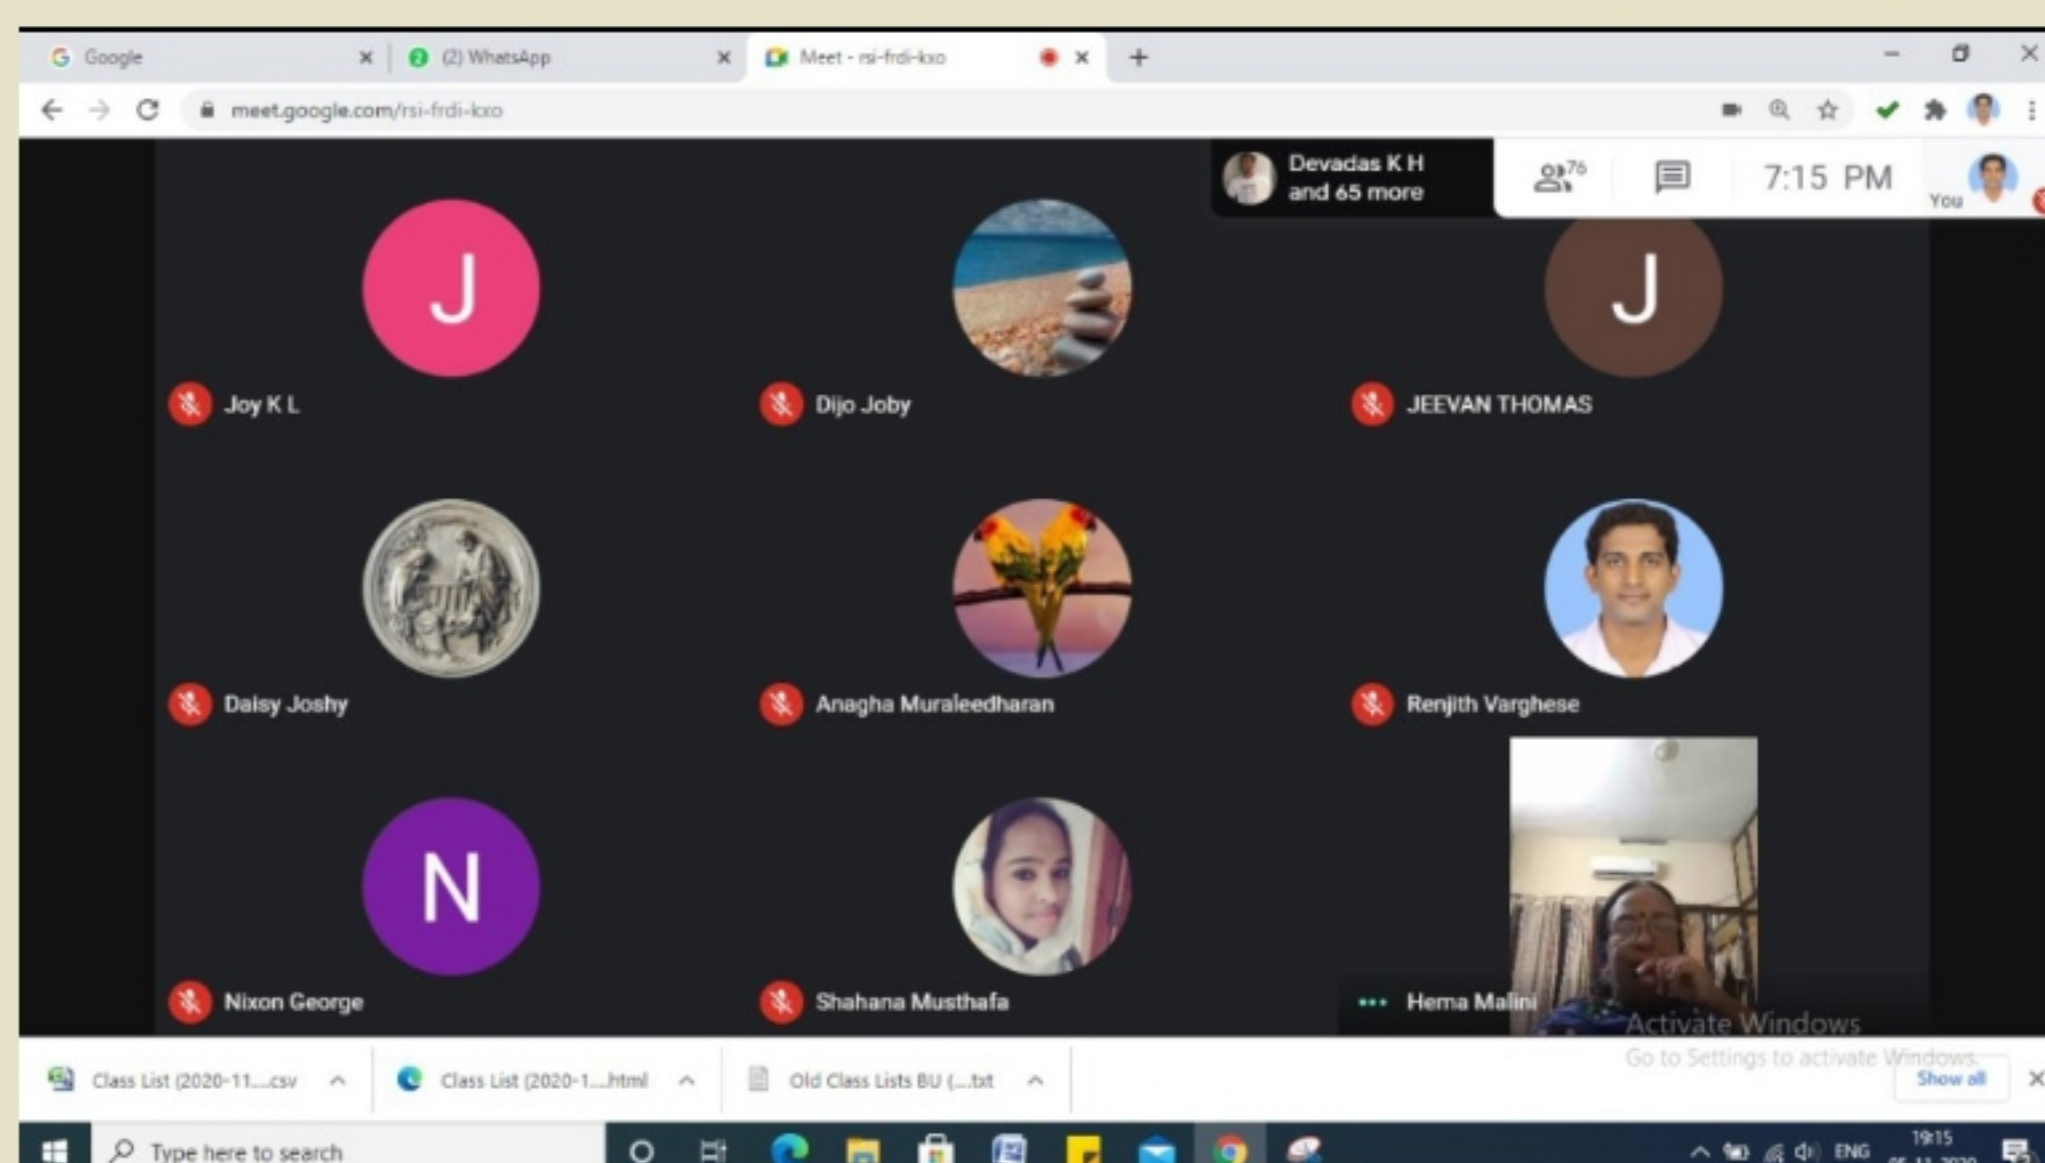 Google
(2) WhatsApp
Meet - rsi-frdi-kxo
meet.google.com/rsi-frdi-kxo
Devadas K H
and 65 more
76
7:15 PM
You
J
J
Joy K L
Dijo Joby
JEEVAN THOMAS
Daisy Joshy
Anagha Muraleedharan
Renjith Varghese
N
Nixon George
Shahana Musthafa
Hema Malini
Activate Windows
Go to Settings to activate Windows.
Class List (2020-11....csv
Class List (2020-1....html
Old Class Lists BU (....txt
Show all
Type here to search
ENG
19:15
05-11-2020